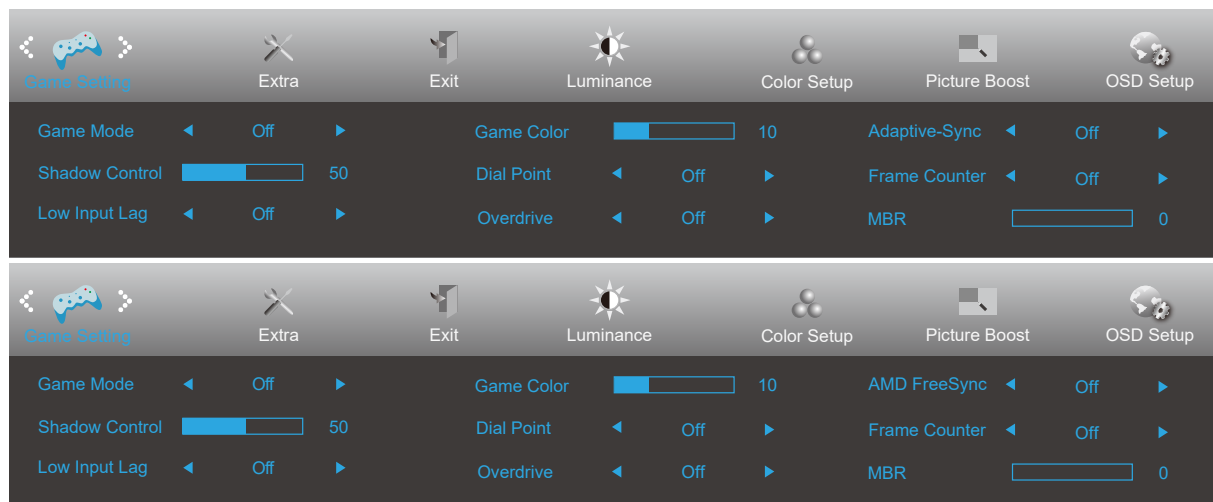 Game Setting Extra Exit Luminance Color Setup Picture Boost OSD Setup
Game Mode Off Game Color 10 Adaptive-Sync Off
Shadow Control 50 Dial Point Off Frame Counter Off
Low Input Lag Off Overdrive Off MBR 0
Game Setting Extra Exit Luminance Color Setup Picture Boost OSD Setup
Game Mode Off Game Color 10 AMD FreeSync Off
Shadow Control 50 Dial Point Off Frame Counter Off
Low Input Lag Off Overdrive Off MBR 0